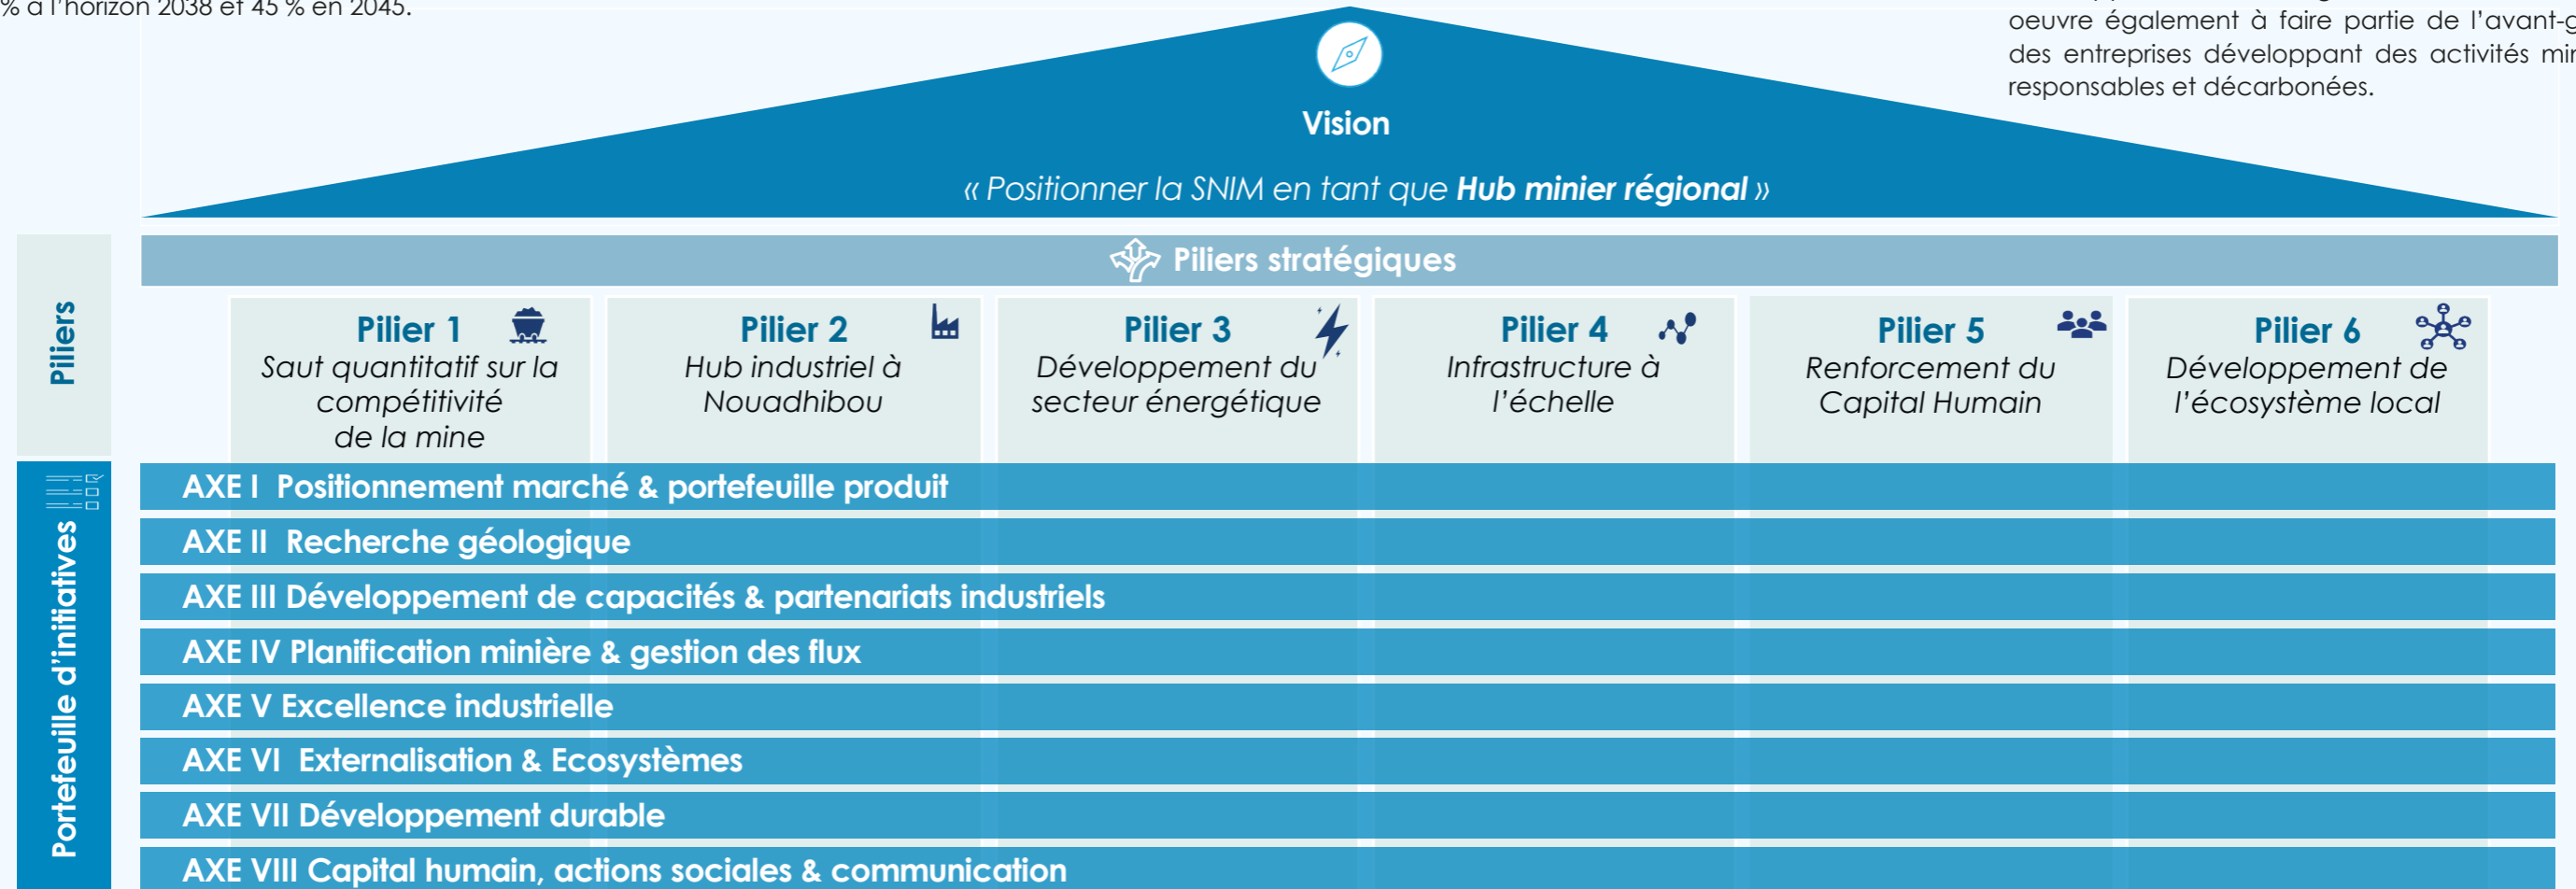 % à l'horizon 2038 et 45 % en 2045.
oeuvre également à faire partie de l'avant-g
des entreprises développant des activités min
responsables et décarbonées.
Vision
« Positionner la SNIM en tant que Hub minier régional »
Piliers stratégiques
Piliers
Pilier 1
Saut quantitatif sur la
compétitivité
de la mine
Pilier 2
Hub industriel à
Nouadhibou
Pilier 3
Développement du
secteur énergétique
Pilier 4
Infrastructure à
l'échelle
Pilier 5
Renforcement du
Capital Humain
Pilier 6
Développement de
l'écosystème local
Portefeuille d'initiatives
AXE I Positionnement marché & portefeuille produit
AXE II Recherche géologique
AXE III Développement de capacités & partenariats industriels
AXE IV Planification minière & gestion des flux
AXE V Excellence industrielle
AXE VI Externalisation & Ecosystèmes
AXE VII Développement durable
AXE VIII Capital humain, actions sociales & communication